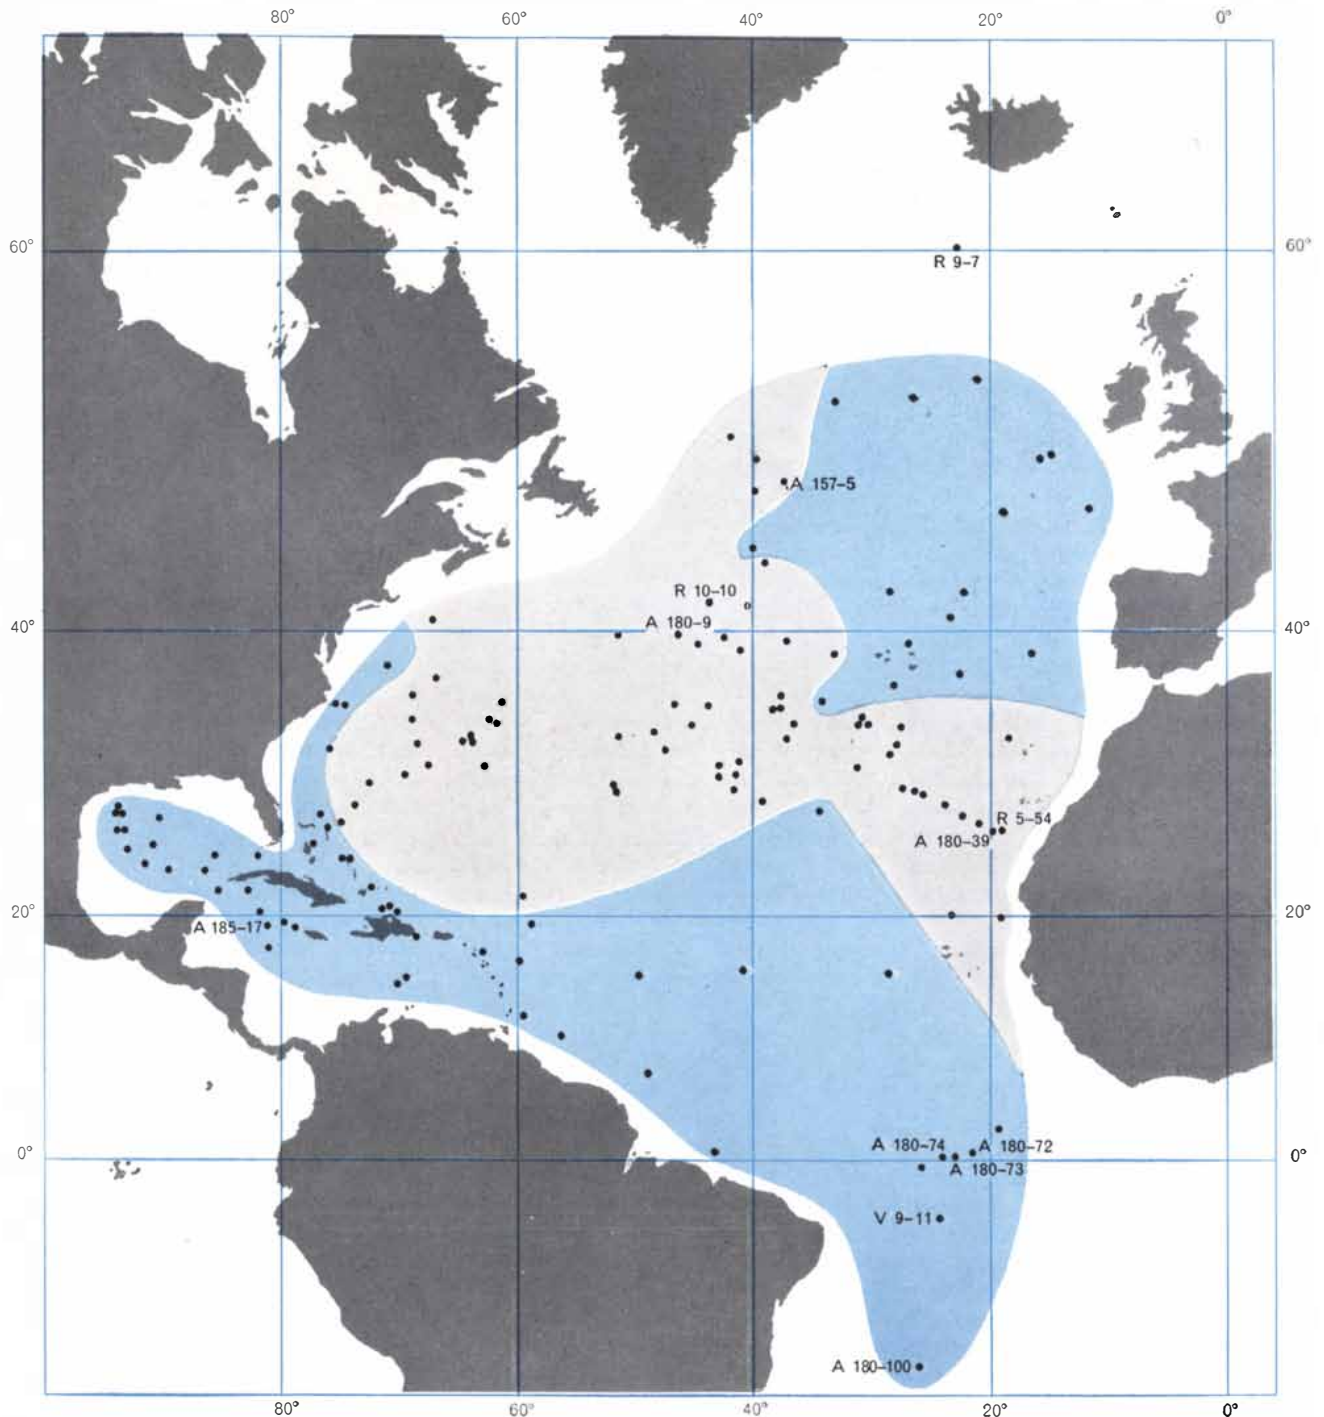 80° 60° 40° 20° 0°
60° 60°
R 9–7
A 157–5
R 10–10
A 180–9
40° 40°
R 5–54
A 180–39
20° 20°
A 185–17
A 180–74 A 180–72
0° 0°
A 180–73
V 9–11
A 180–100
80° 60° 40° 20° 0°